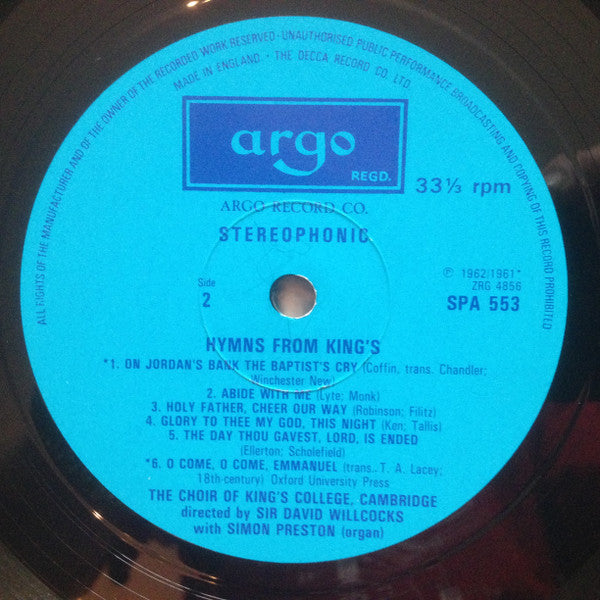 ALL RIGHTS OF THE MANUFACTURER AND OF THE OWNER OF THE RECORDED WORK RESERVED - UNAUTHORISED PUBLIC PERFORMANCE BROADCASTING AND COPYING OF THIS RECORD PROHIBITED
MADE IN ENGLAND - THE DECCA RECORD CO. LTD.
argo
REGD.
33⅓ rpm
ARGO RECORD CO.
STEREOPHONIC
℗ 1962/1961*
ZRG 4856
SPA 553
Side
2
HYMNS FROM KING'S
*1. ON JORDAN'S BANK THE BAPTIST'S CRY (Coffin, trans. Chandler;
Winchester New)
2. ABIDE WITH ME (Lyte; Monk)
3. HOLY FATHER, CHEER OUR WAY (Robinson; Filitz)
4. GLORY TO THEE MY GOD, THIS NIGHT (Ken; Tallis)
5. THE DAY THOU GAVEST, LORD, IS ENDED
(Ellerton; Scholefield)
*6. O COME, O COME, EMMANUEL (trans.. T. A. Lacey;
18th-century) Oxford University Press
THE CHOIR OF KING'S COLLEGE, CAMBRIDGE
directed by SIR DAVID WILLCOCKS
with SIMON PRESTON (organ)